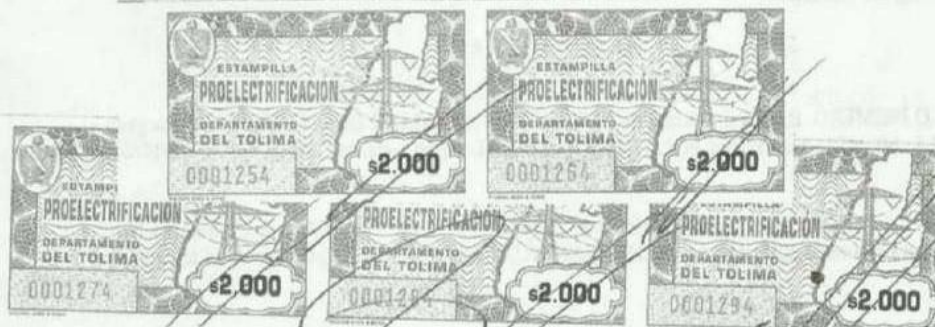 ESTAMPILLA
PROELECTRIFICACION
DEPARTAMENTO
DEL TOLIMA
0001254
$2.000
ESTAMPILLA
PROELECTRIFICACION
DEPARTAMENTO
DEL TOLIMA
0001264
$2.000
PROELECTRIFICACION
DEPARTAMENTO
DEL TOLIMA
0001274
$2.000
PROELECTRIFICACION
DEPARTAMENTO
DEL TOLIMA
$2.000
ESTAMPILLA
PROELECTRIFICACION
DEPARTAMENTO
DEL TOLIMA
0001294
$2.000